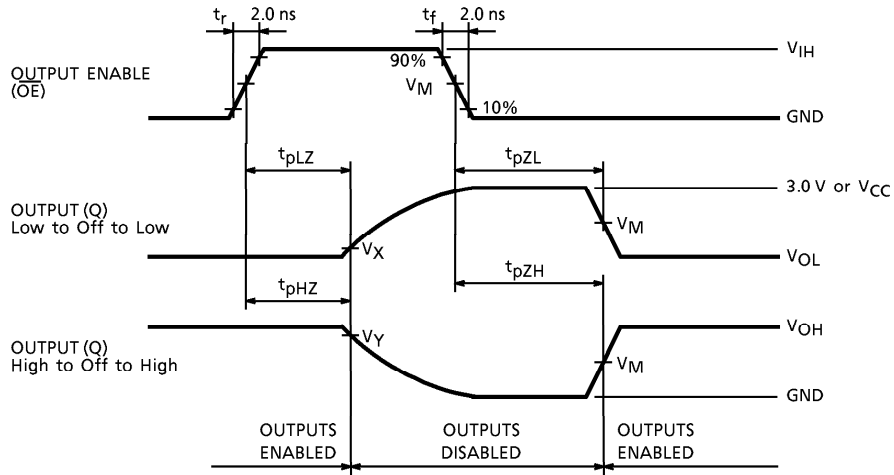 tr 2.0 ns tf 2.0 ns
VIH
90%
OUTPUT ENABLE
(O̅E̅)
VM
10%
GND
tpLZ tpZL
3.0 V or VCC
OUTPUT (Q)
Low to Off to Low
VM
VX
VOL
tpHZ tpZH
VY
VOH
OUTPUT (Q)
High to Off to High
VM
GND
OUTPUTS ENABLED
OUTPUTS DISABLED
OUTPUTS ENABLED